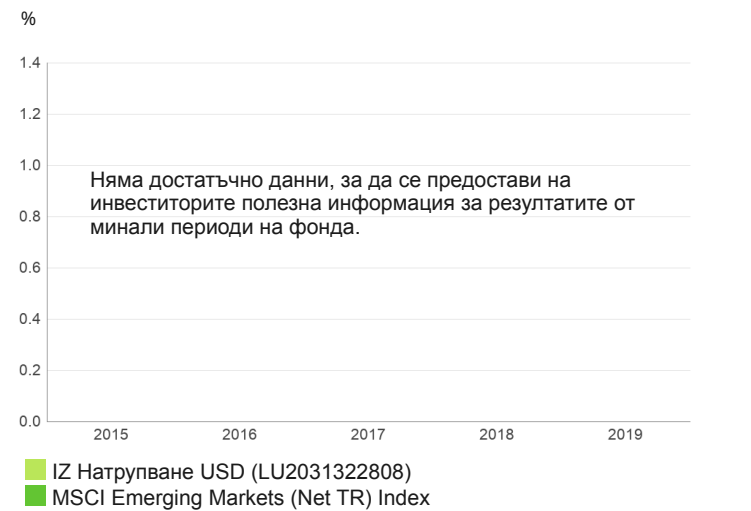 %
1.4
1.2
1.0
Няма достатъчно данни, за да се предостави на
инвеститорите полезна информация за резултатите от
0.8
минали периоди на фонда.
0.6
0.4
0.2
0.0
2015 2016 2017 2018 2019
IZ Натрупване USD (LU2031322808)
MSCI Emerging Markets (Net TR) Index